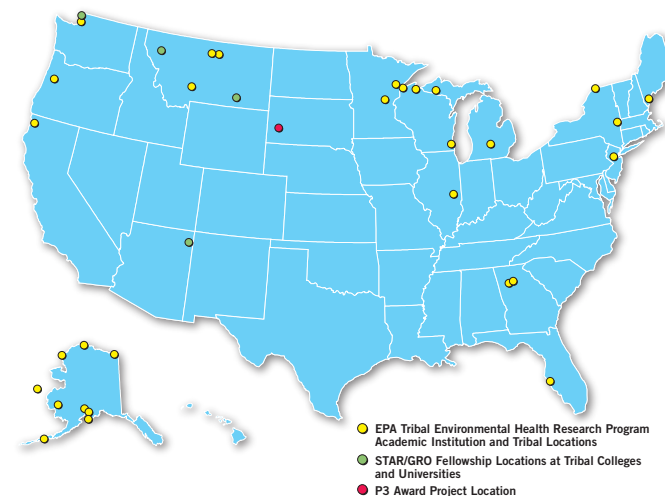 EPA Tribal Environmental Health Research Program
Academic Institution and Tribal Locations
STAR/GRO Fellowship Locations at Tribal Colleges
and Universities
P3 Award Project Location